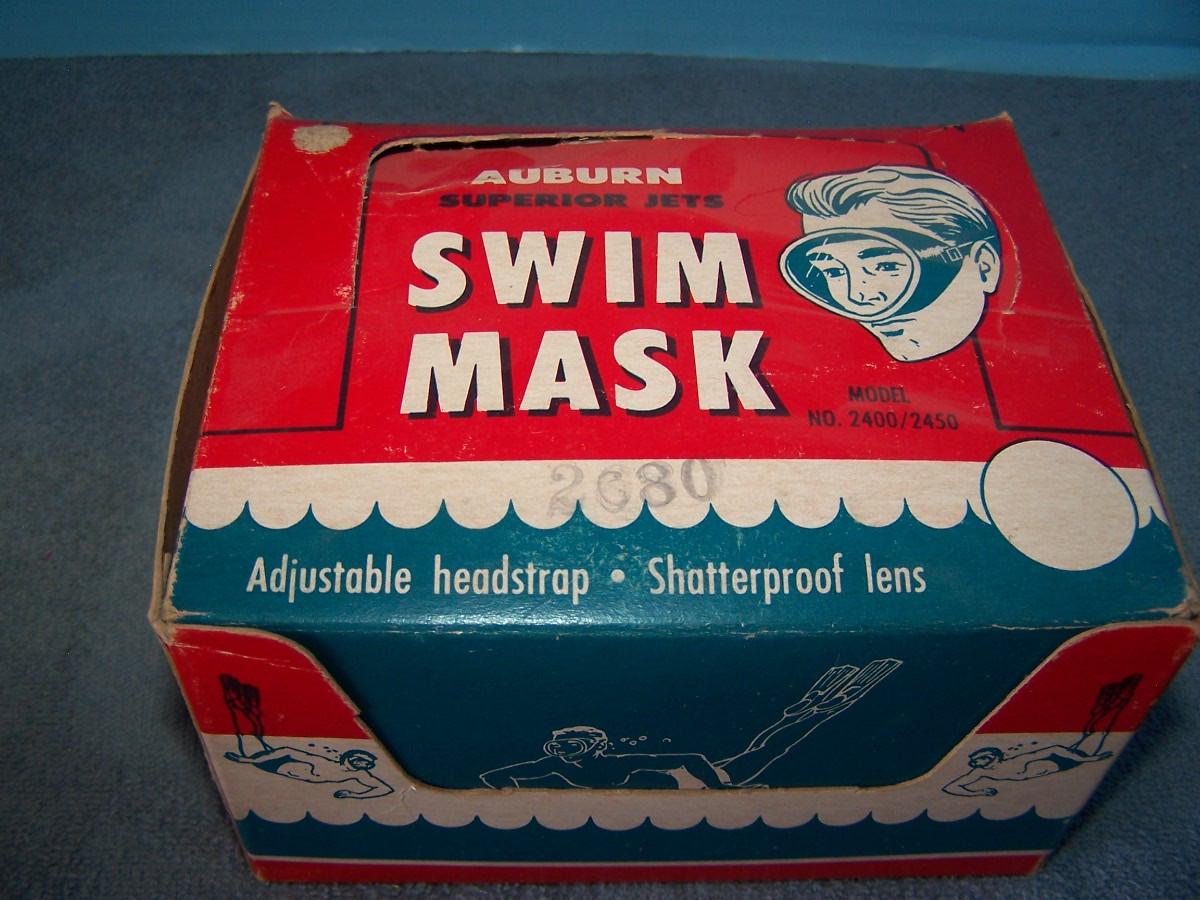 AUBURN
SUPERIOR JETS
SWIM
MASK
MODEL
NO. 2400/2450
2680
Adjustable headstrap • Shatterproof lens